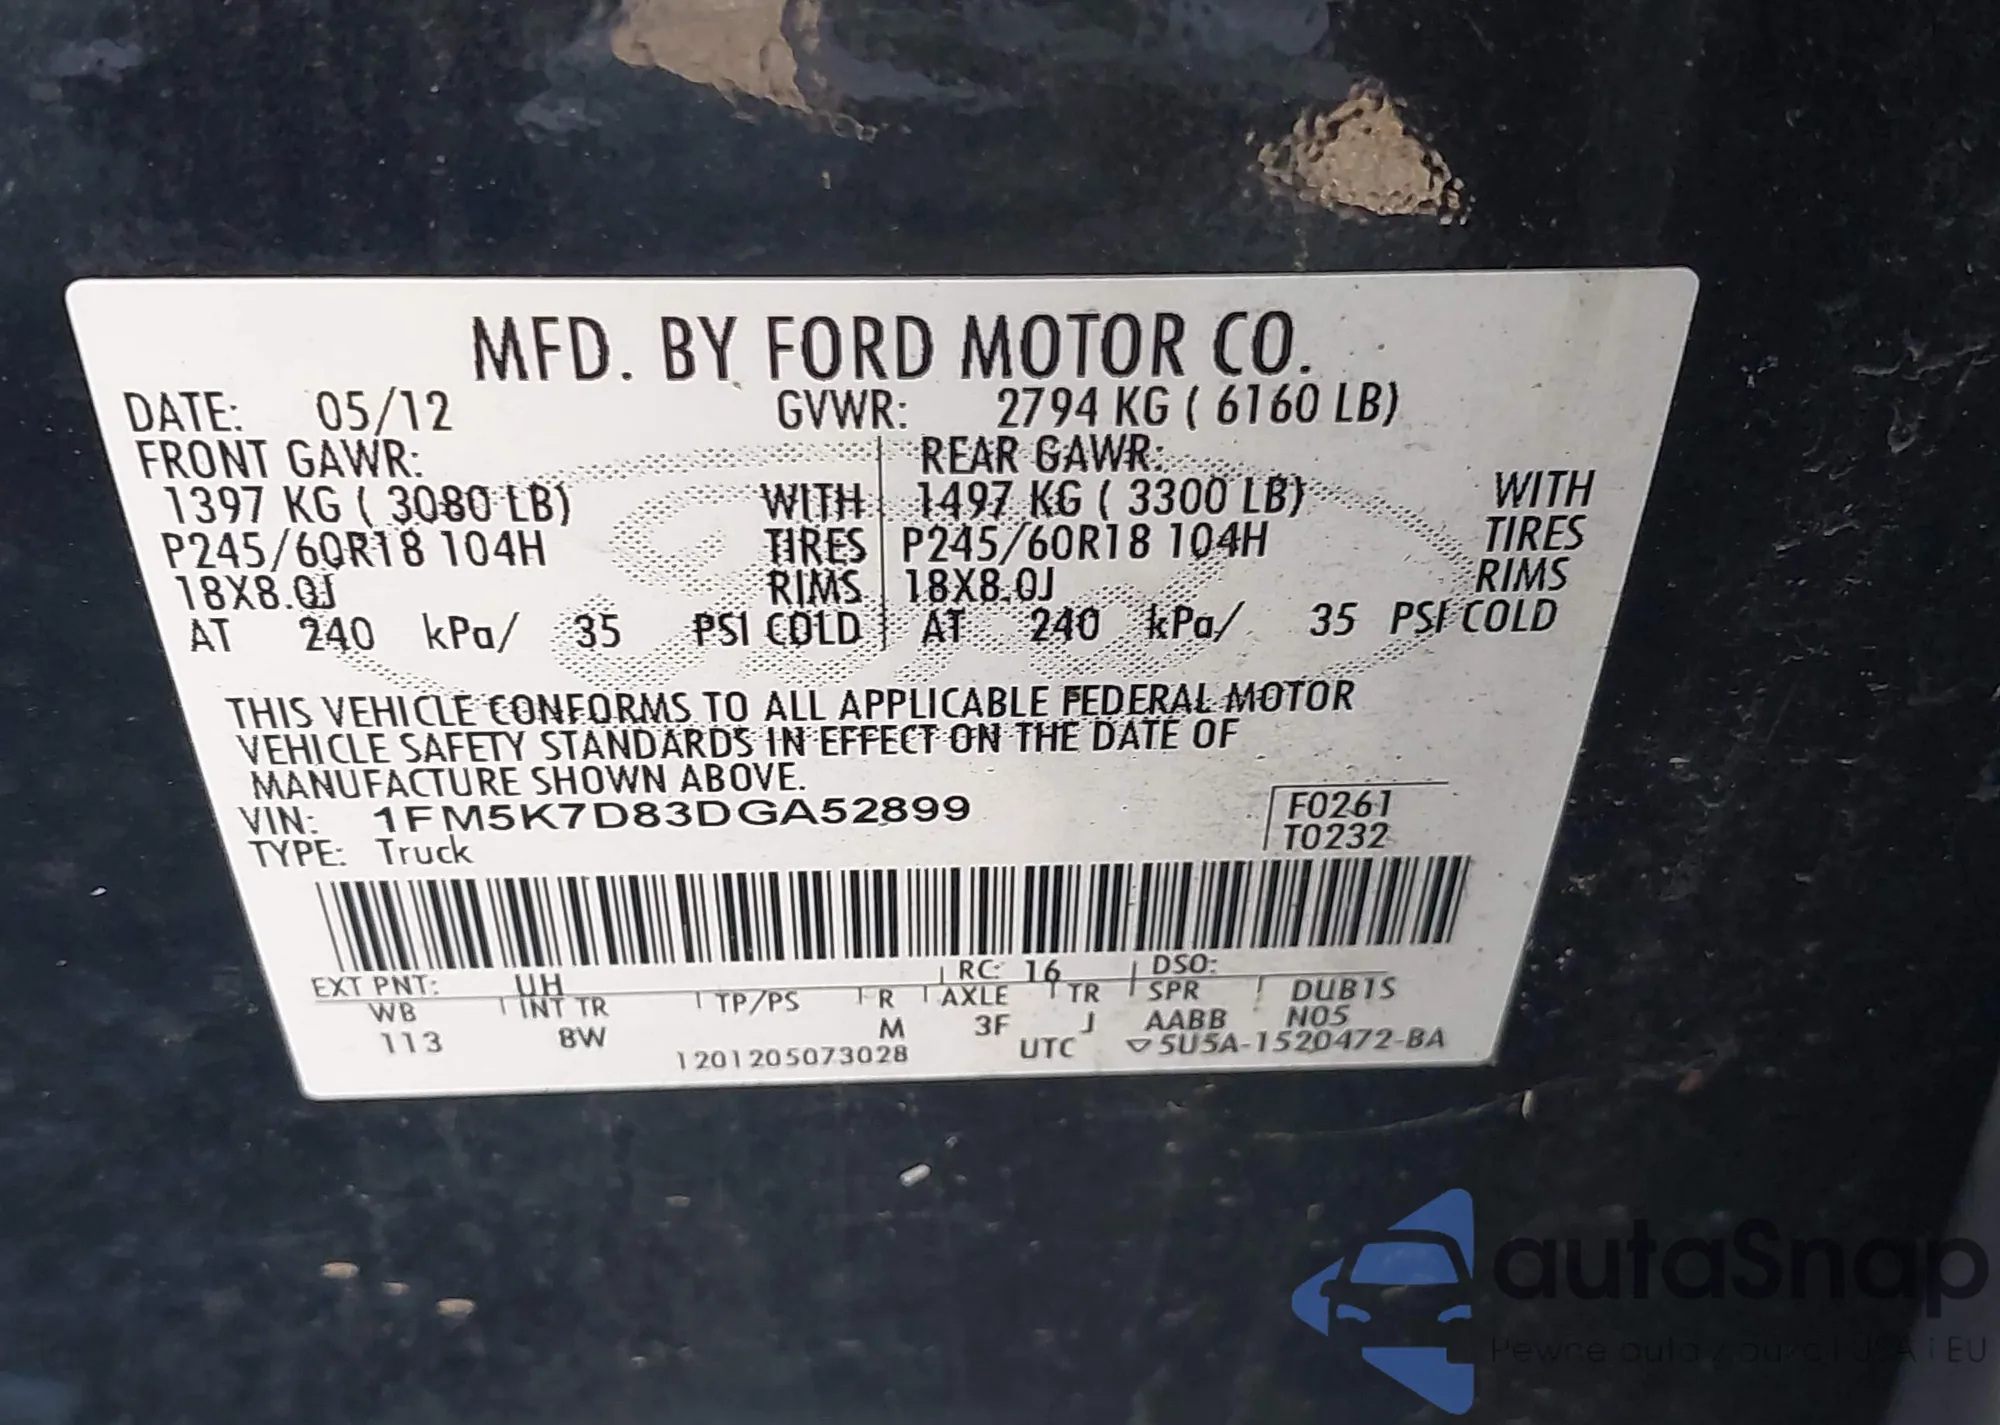 MFD. BY FORD MOTOR CO.
DATE: 05/12 GVWR: 2794 KG ( 6160 LB)
FRONT GAWR: REAR GAWR:
1397 KG ( 3080 LB) WITH 1497 KG ( 3300 LB) WITH
P245/60R18 104H TIRES P245/60R18 104H TIRES
18X8.0J RIMS 18X8.0J RIMS
AT 240 kPa/ 35 PSI COLD AT 240 kPa/ 35 PSI COLD
THIS VEHICLE CONFORMS TO ALL APPLICABLE FEDERAL MOTOR
VEHICLE SAFETY STANDARDS IN EFFECT ON THE DATE OF
MANUFACTURE SHOWN ABOVE.
VIN: 1FM5K7D83DGA52899 F0261
TYPE: Truck T0232
EXT PNT: UH RC: 16 DSO:
WB INT TR TP/PS R AXLE TR SPR DUB1S
113 8W M 3F J AABB N05
1201205073028 UTC ▽5U5A-1520472-BA
autaSnap
Pewne auta z USA i EU